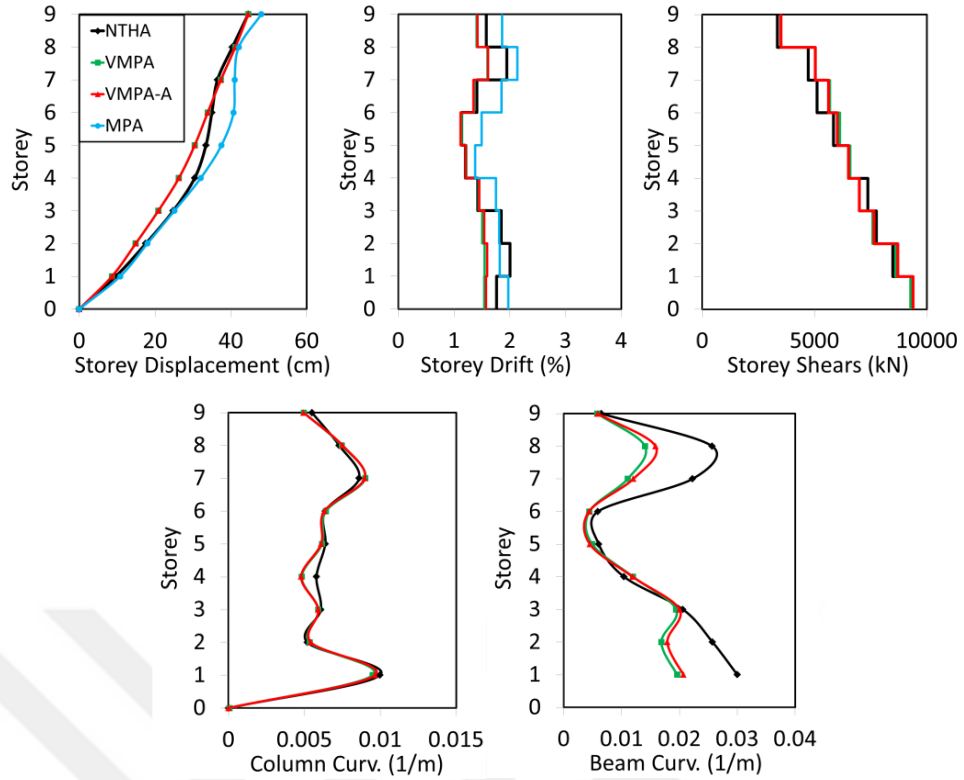 9
8
7
6
5
4
3
2
1
0
Storey
NTHA
VMPA
VMPA-A
MPA
0 20 40 60
Storey Displacement (cm)
9
8
7
6
5
4
3
2
1
0
Storey
0 1 2 3 4
Storey Drift (%)
9
8
7
6
5
4
3
2
1
0
Storey
0 5000 10000
Storey Shears (kN)
9
8
7
6
5
4
3
2
1
0
Storey
0 0.005 0.01 0.015
Column Curv. (1/m)
9
8
7
6
5
4
3
2
1
0
Storey
0 0.01 0.02 0.03 0.04
Beam Curv. (1/m)